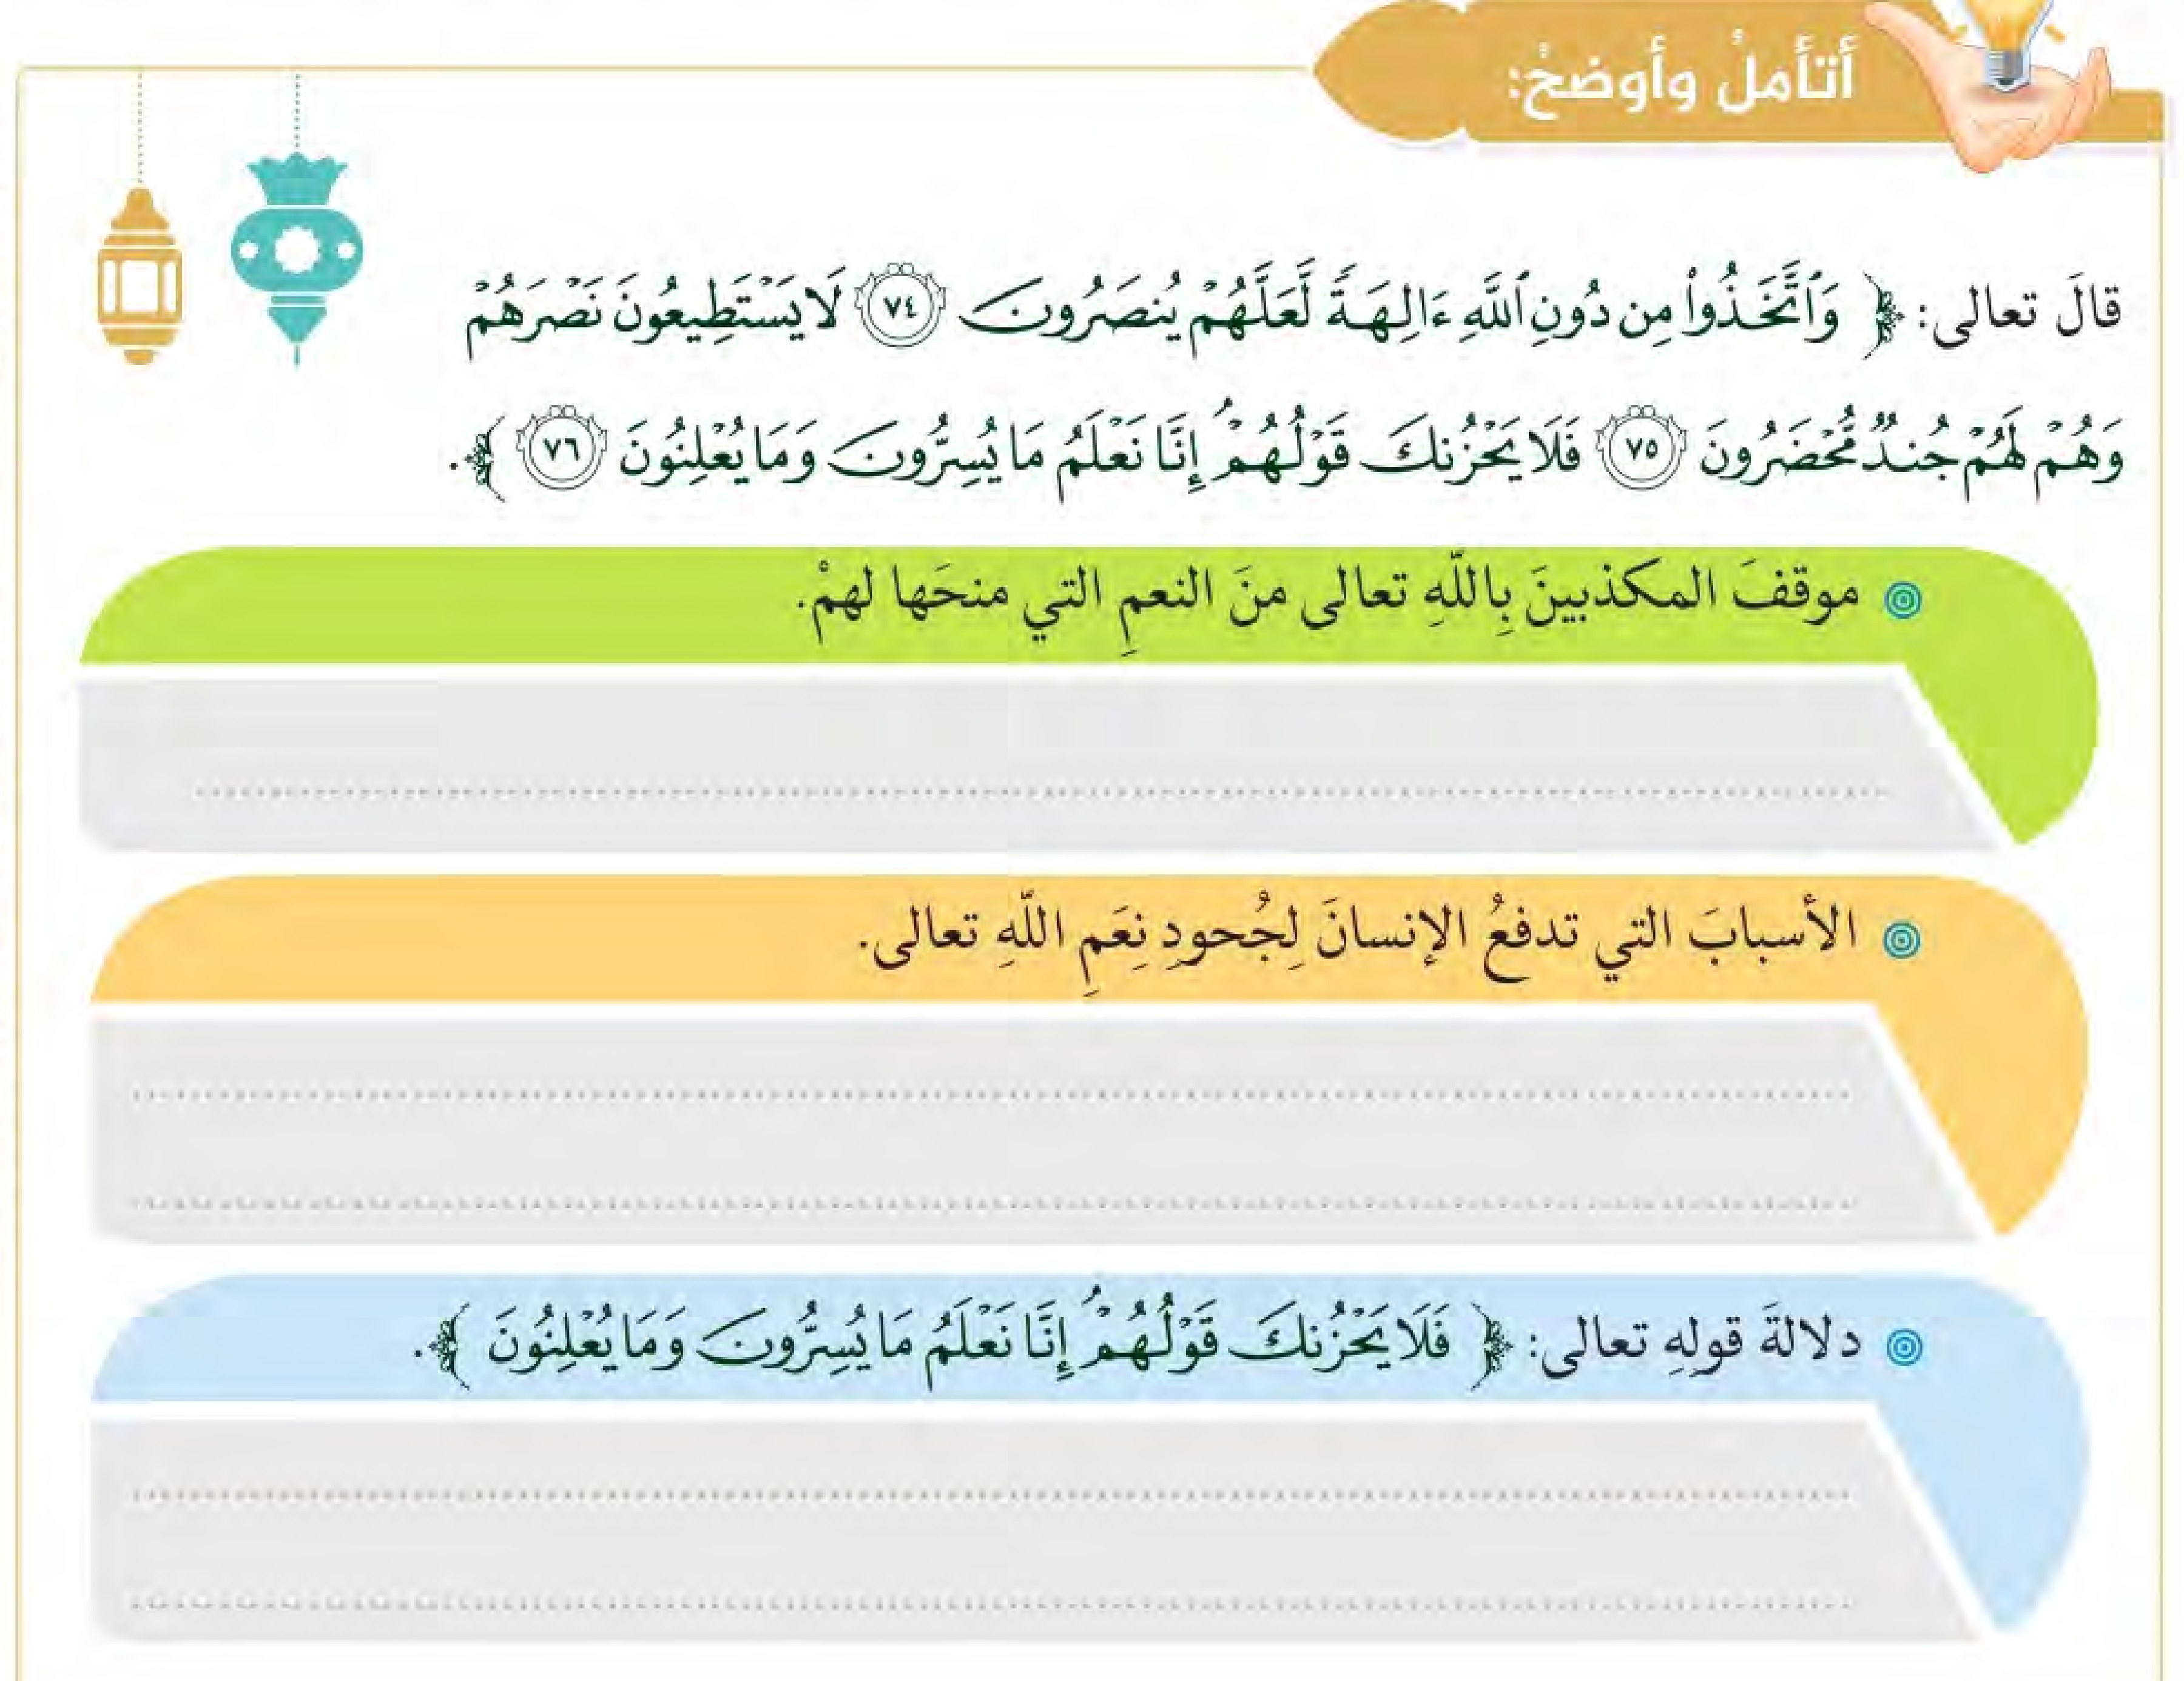 أتأملُ وأوضحُ:
قالَ تعالى: ﴿ وَٱتَّخَذُواْ مِن دُونِ ٱللَّهِ ءَالِهَةً لَّعَلَّهُمْ يُنصَرُونَ ٧٤ لَا يَسْتَطِيعُونَ نَصْرَهُمْ
وَهُمْ لَهُمْ جُندٌ مُّحْضَرُونَ ٧٥ فَلَا يَحْزُنكَ قَوْلُهُمْ ۘ إِنَّا نَعْلَمُ مَا يُسِرُّونَ وَمَا يُعْلِنُونَ ٧٦ ﴾.
موقفَ المكذبينَ بِاللّهِ تعالى منَ النعمِ التي منحَها لهمْ.
الأسبابَ التي تدفعُ الإنسانَ لِجُحودِ نِعَمِ اللّهِ تعالى.
دلالةَ قولِهِ تعالى: ﴿ فَلَا يَحْزُنكَ قَوْلُهُمْ ۘ إِنَّا نَعْلَمُ مَا يُسِرُّونَ وَمَا يُعْلِنُونَ ﴾.